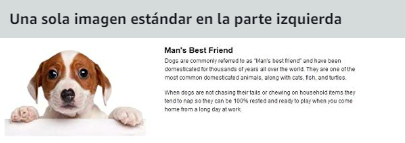 Una sola imagen estándar en la parte izquierda
Man's Best Friend
Dogs are commonly referred to as "Man's best friend" and have been
domesticated for thousands of years all over the world. They are one of the
most common domesticated animals, along with cats, fish, and turtles.
When dogs are not chasing their tails or chewing on household items they
tend to nap so they can be 100% rested and ready to play when you come
home from a long day at work.